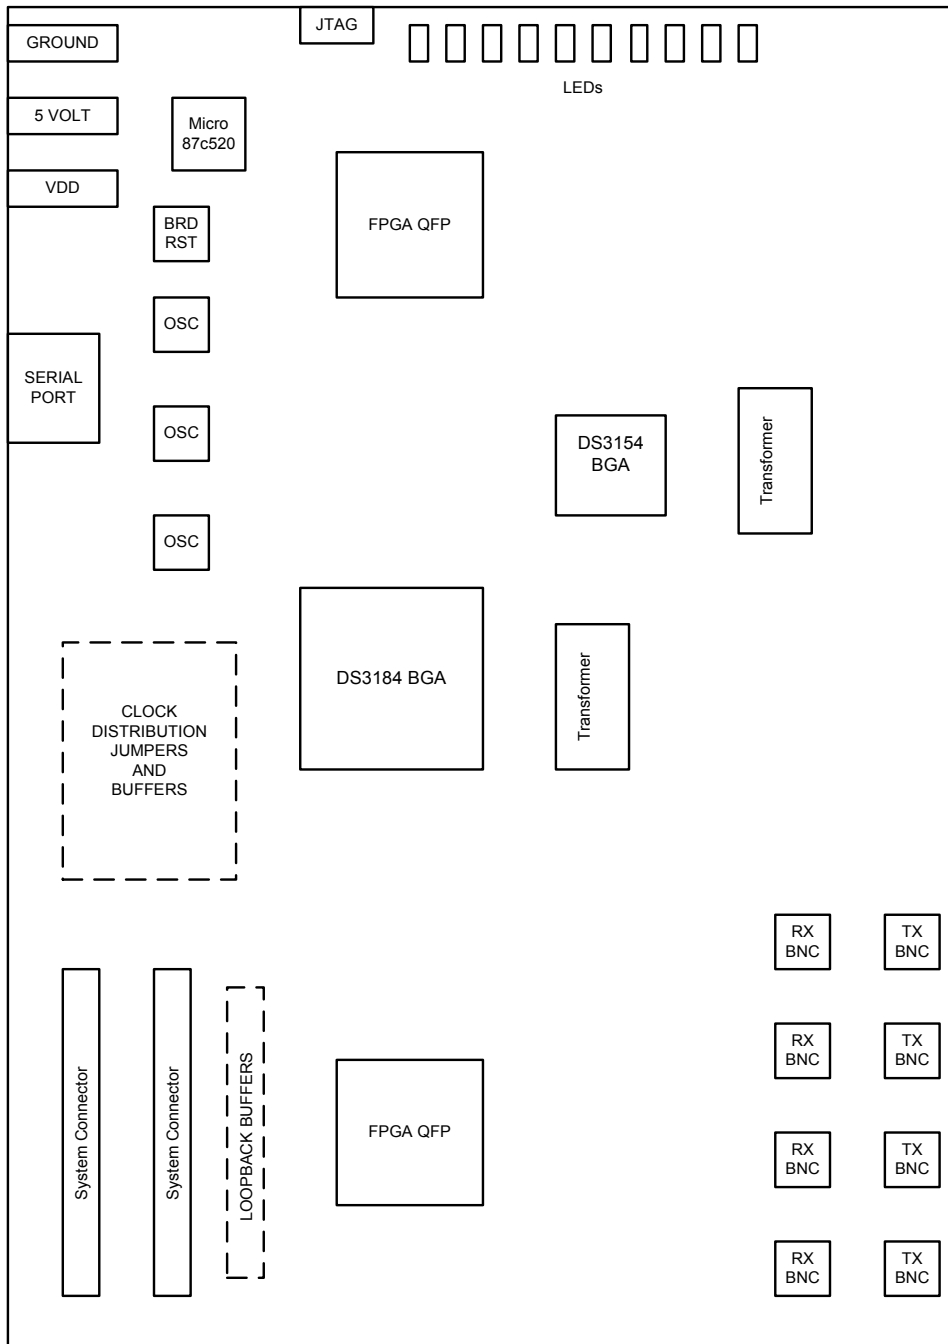 JTAG
GROUND
LEDs
5 VOLT
Micro
87c520
VDD
BRD
RST
FPGA QFP
OSC
SERIAL
PORT
OSC
DS3154
BGA
Transformer
OSC
DS3184 BGA
Transformer
CLOCK
DISTRIBUTION
JUMPERS
AND
BUFFERS
RX
BNC
TX
BNC
System Connector
System Connector
LOOPBACK BUFFERS
FPGA QFP
RX
BNC
TX
BNC
RX
BNC
TX
BNC
RX
BNC
TX
BNC